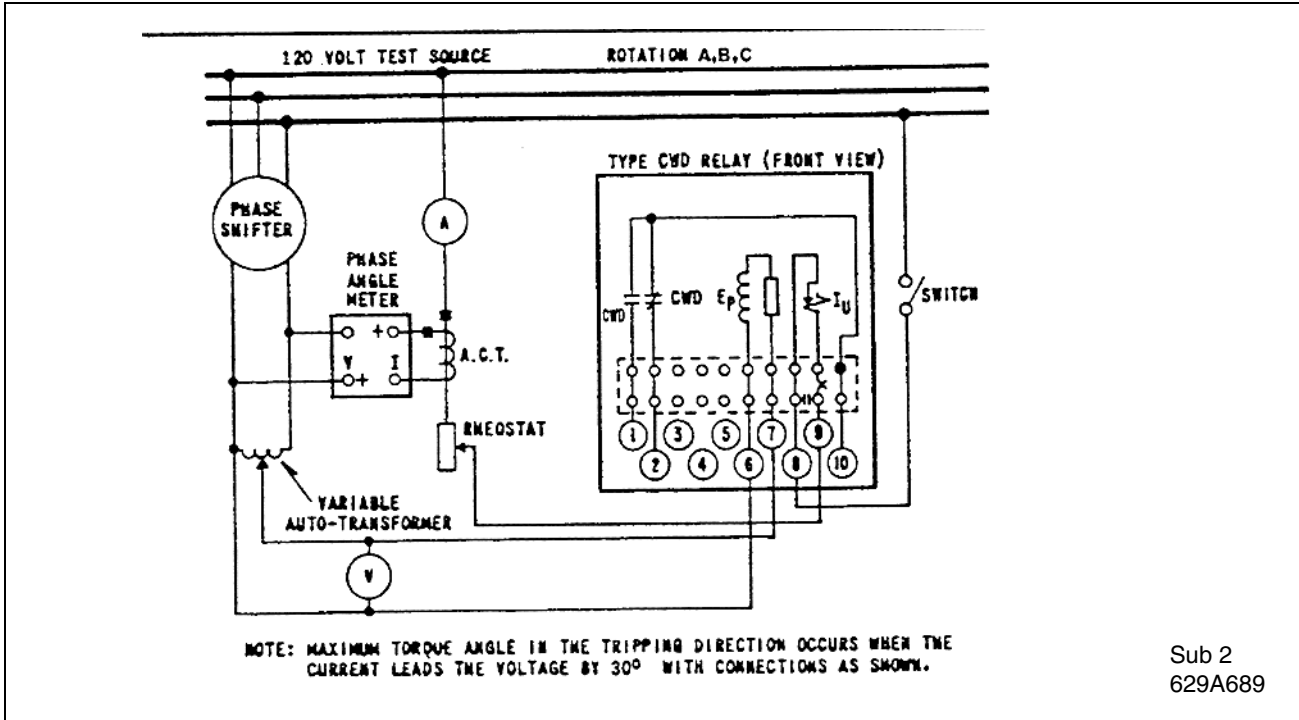 120 VOLT TEST SOURCE
ROTATION A,B,C
TYPE CWD RELAY (FRONT VIEW)
PHASE
SHIFTER
A
PHASE
ANGLE
METER
+
V
I
+
A.C.T.
CWD
CWD
EP
IU
SWITCH
RHEOSTAT
1
2
3
4
5
6
7
8
9
10
VARIABLE
AUTO-TRANSFORMER
V
NOTE: MAXIMUM TORQUE ANGLE IN THE TRIPPING DIRECTION OCCURS WHEN THE
CURRENT LEADS THE VOLTAGE BY 30° WITH CONNECTIONS AS SHOWN.
Sub 2
629A689